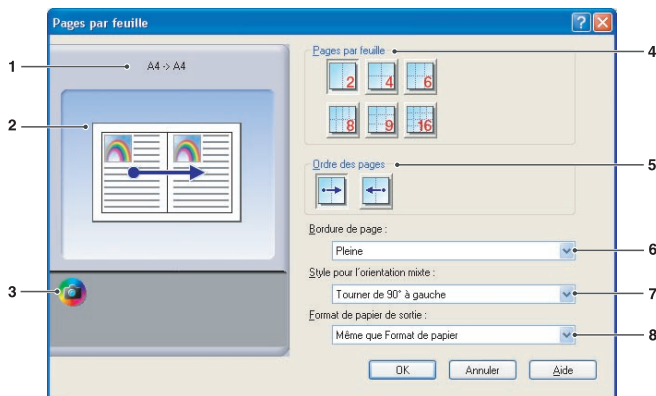 Pages par feuille
1
A4 -> A4
2
3
Pages par feuille
4
2 4 6
8 9 16
Ordre des pages
5
Bordure de page :
Pleine
6
Style pour l'orientation mixte :
Tourner de 90° à gauche
7
Format de papier de sortie :
Même que Format de papier
8
OK Annuler Aide